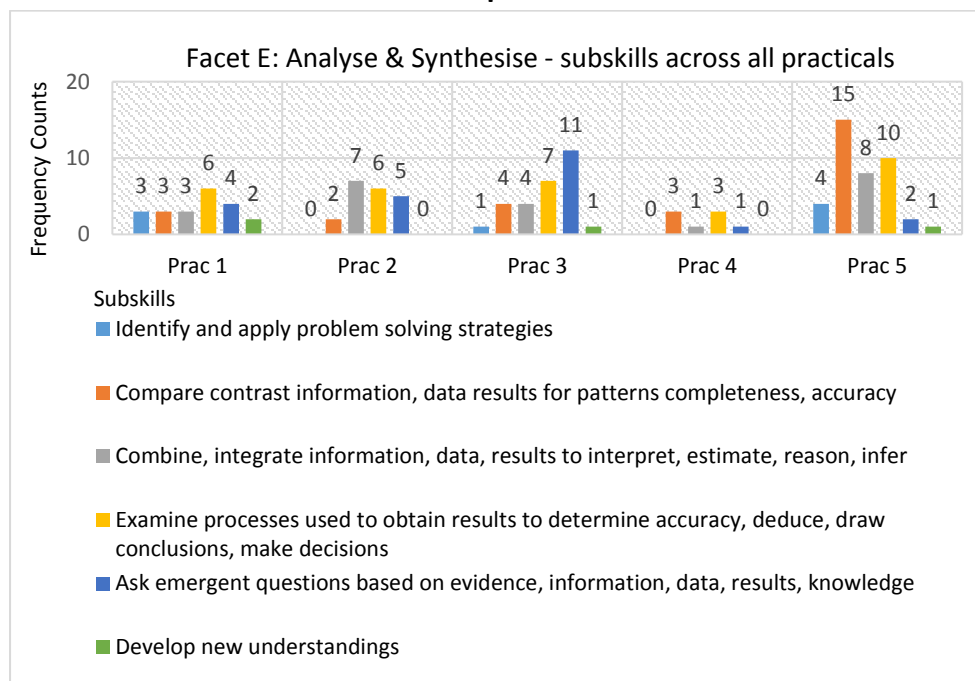 Facet E: Analyse & Synthesise - subskills across all practicals
Frequency Counts
20
10
0
3 3 3 6 4 2
0 2 7 6 5 0
1 4 4 7 11 1
0 3 1 3 1 0
4 15 8 10 2 1
Prac 1 Prac 2 Prac 3 Prac 4 Prac 5
Subskills
Identify and apply problem solving strategies
Compare contrast information, data results for patterns completeness, accuracy
Combine, integrate information, data, results to interpret, estimate, reason, infer
Examine processes used to obtain results to determine accuracy, deduce, draw
conclusions, make decisions
Ask emergent questions based on evidence, information, data, results, knowledge
Develop new understandings